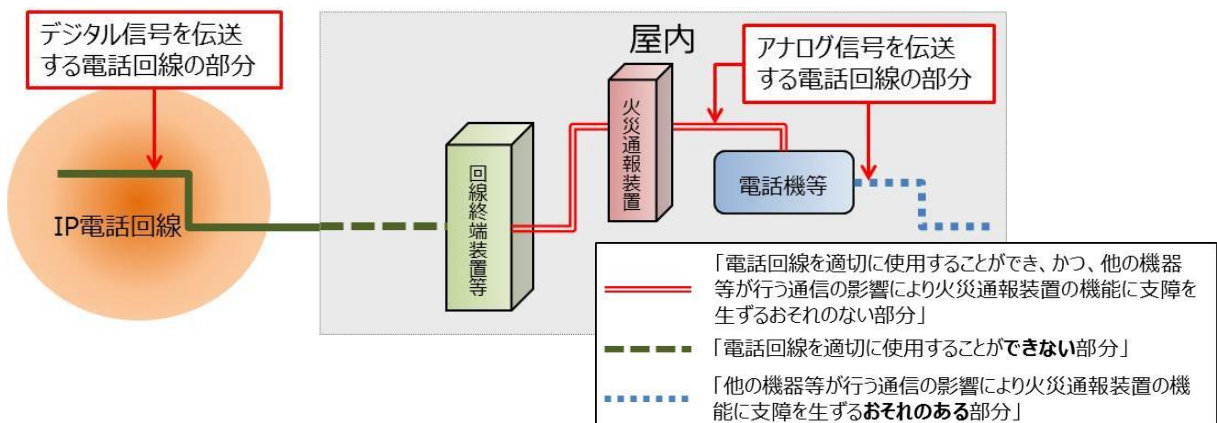 デジタル信号を伝送
する電話回線の部分
屋内
アナログ信号を伝送
する電話回線の部分
火災通報装置
回線終端装置等
電話機等
IP電話回線
「電話回線を適切に使用することができ、かつ、他の機器
等が行う通信の影響により火災通報装置の機能に支障を
生ずるおそれのない部分」
「電話回線を適切に使用することができない部分」
「他の機器等が行う通信の影響により火災通報装置の機
能に支障を生ずるおそれのある部分」